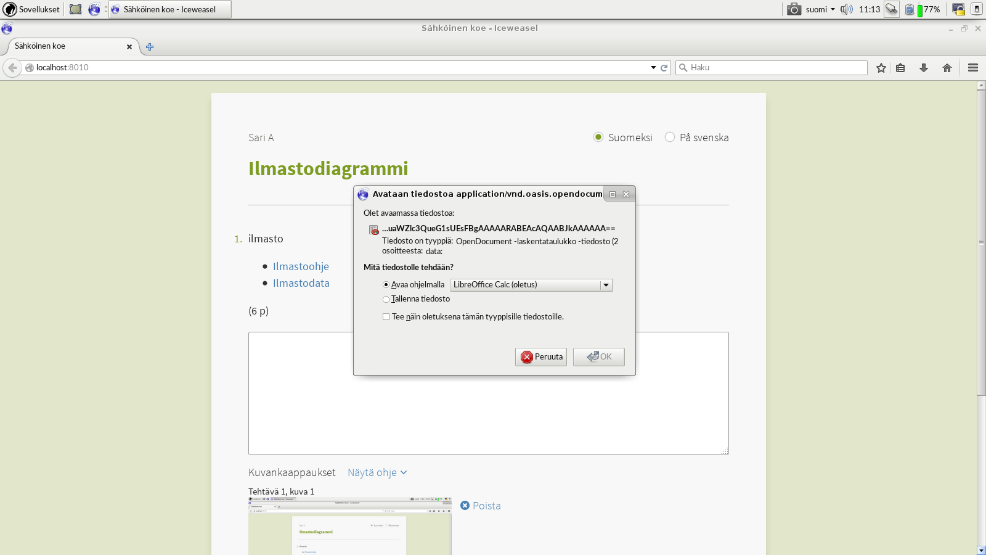 Sovellukset
Sähköinen koe - Iceweasel
suomi
11:13
77%
Sähköinen koe - Iceweasel
Sähköinen koe
localhost:8010
Haku
Sari A
Suomeksi
På svenska
Ilmastodiagrammi
1. ilmasto
Ilmastoohje
Ilmastodata
(6 p)
Avataan tiedostoa application/vnd.oasis.opendocum
Olet avaamassa tiedostoa:
...uaWZlc3QueG1sUEsFBgAAAAARABEAcAQAABJkAAAAAA==
Tiedosto on tyyppiä: OpenDocument -laskentataulukko -tiedosto (2
osoitteesta: data:
Mitä tiedostolle tehdään?
Avaa ohjelmalla LibreOffice Calc (oletus)
Tallenna tiedosto
Tee näin oletuksena tämän tyyppisille tiedostoille.
Peruuta
OK
Kuvankaappaukset Näytä ohje
Tehtävä 1, kuva 1
Poista
Ilmastodiagrammi